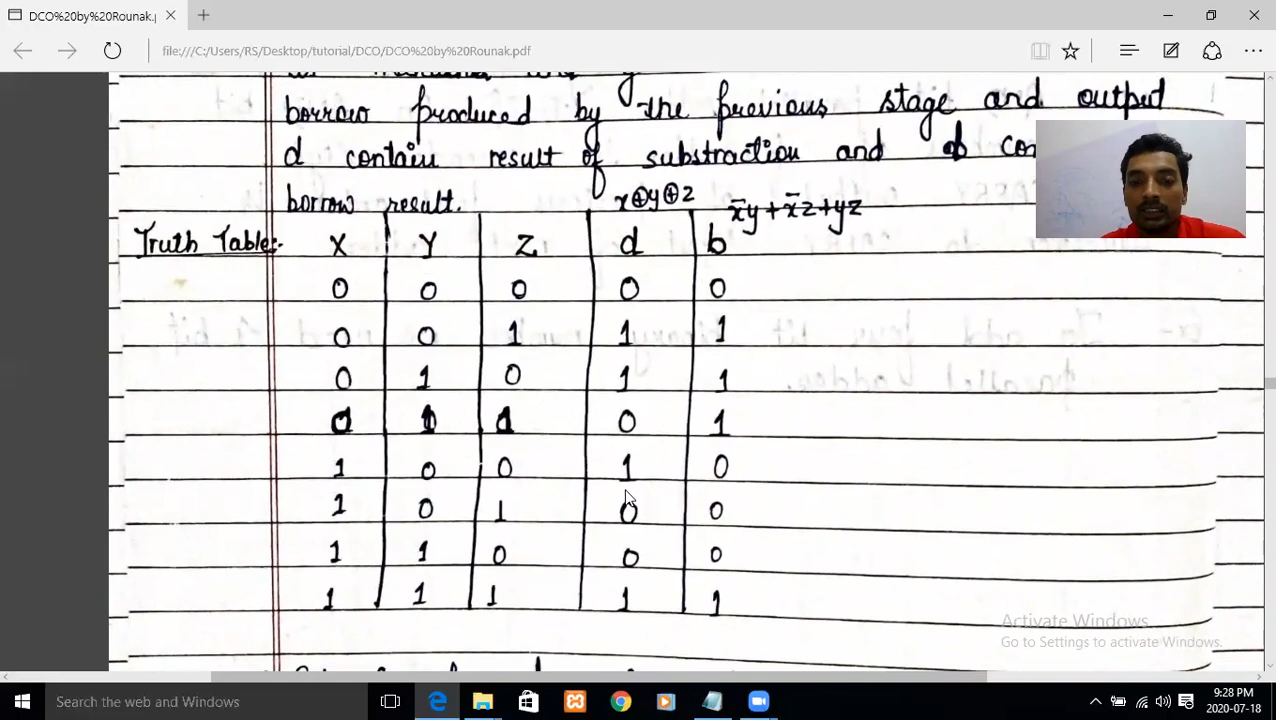 DCO%20by%20Rounak.p
file:///C:/Users/RS/Desktop/tutorial/DCO/DCO%20by%20Rounak.pdf
borrow produced by the previous stage and output
d contain result of substraction and b con
borrow result.
x⊕y⊕z
x̄y+x̄z+yz
Truth Table:- X Y Z d b
0 0 0 0 0
0 0 1 1 1
0 1 0 1 1
0 1 1 0 1
1 0 0 1 0
1 0 1 0 0
1 1 0 0 0
1 1 1 1 1
Activate Windows
Go to Settings to activate Windows.
Search the web and Windows
9:28 PM
2020-07-18